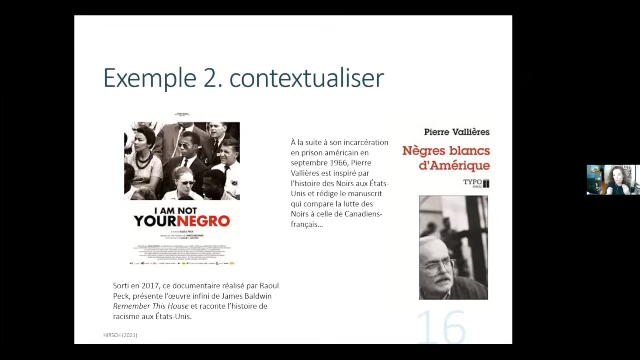 Exemple 2. contextualiser
I AM NOT
YOUR NEGRO
Sorti en 2017, ce documentaire réalisé par Raoul
Peck, présente l'œuvre infini de James Baldwin
Remember This House et raconte l'histoire de
racisme aux États-Unis.
À la suite à son incarcération
en prison américain en
septembre 1966, Pierre
Vallières est inspiré par
l'histoire des Noirs aux États-
Unis et rédige le manuscrit
qui compare la lutte des
Noirs à celle de Canadiens-
français...
Pierre Vallières
Nègres blancs
d'Amérique
TYPO
HIRSCH (2021)
16